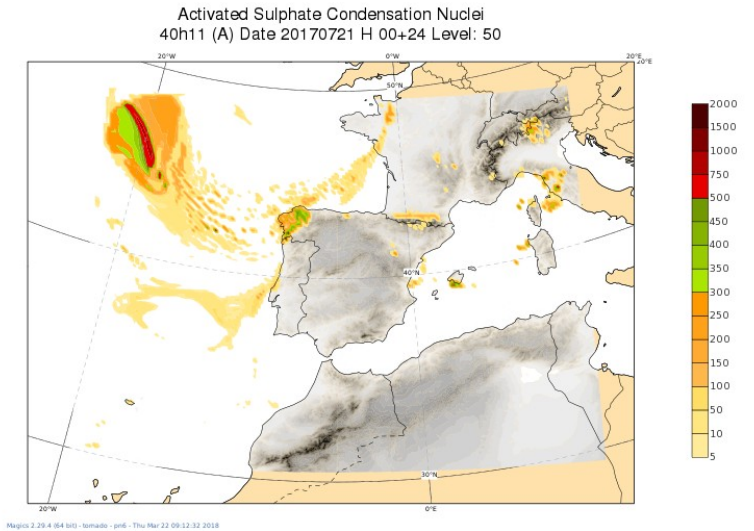 Activated Sulphate Condensation Nuclei
40h11 (A) Date 20170721 H 00+24 Level: 50
20°W
0°W
20°E
20°E
50°N
2000
1500
1000
750
500
450
400
350
300
250
200
150
100
50
10
5
40°N
30°N
20°W
0°E
Magics 2.29.4 (64 bit) - tornado - pn6 - Thu Mar 22 09:12:32 2018